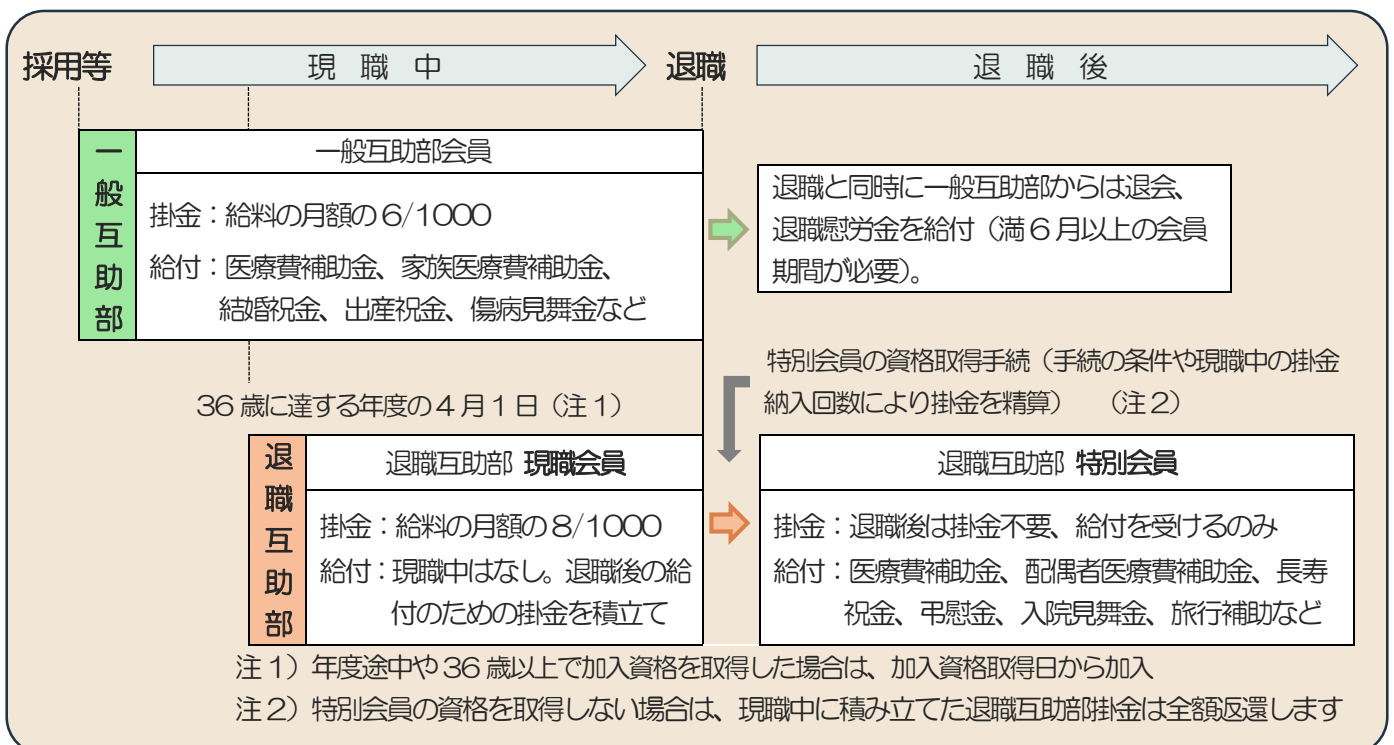 採用等
現職中
退職
退職後
一般互助部
一般互助部会員
掛金：給料の月額の6/1000
給付：医療費補助金、家族医療費補助金、
結婚祝金、出産祝金、傷病見舞金など
退職と同時に一般互助部からは退会、
退職慰労金を給付（満6月以上の会員
期間が必要）。
36歳に達する年度の4月1日（注1）
特別会員の資格取得手続（手続の条件や現職中の掛金
納入回数により掛金を精算）　（注2）
退職互助部
退職互助部 現職会員
掛金：給料の月額の8/1000
給付：現職中はなし。退職後の給
付のための掛金を積立て
退職互助部 特別会員
掛金：退職後は掛金不要、給付を受けるのみ
給付：医療費補助金、配偶者医療費補助金、長寿
祝金、弔慰金、入院見舞金、旅行補助など
注1）年度途中や36歳以上で加入資格を取得した場合は、加入資格取得日から加入
注2）特別会員の資格を取得しない場合は、現職中に積み立てた退職互助部掛金は全額返還します